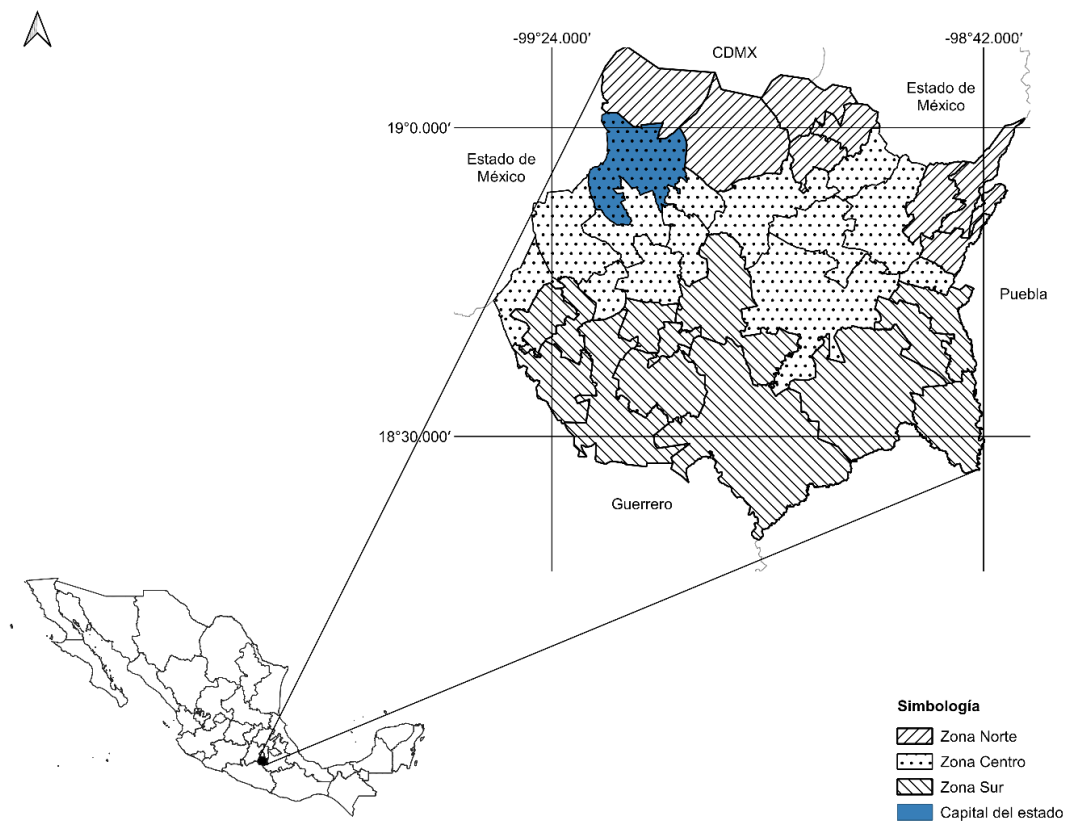 -99°24.000′
-98°42.000′
CDMX
Estado de
México
19°0.000′
Estado de
México
Puebla
18°30.000′
Guerrero
Simbología
Zona Norte
Zona Centro
Zona Sur
Capital del estado